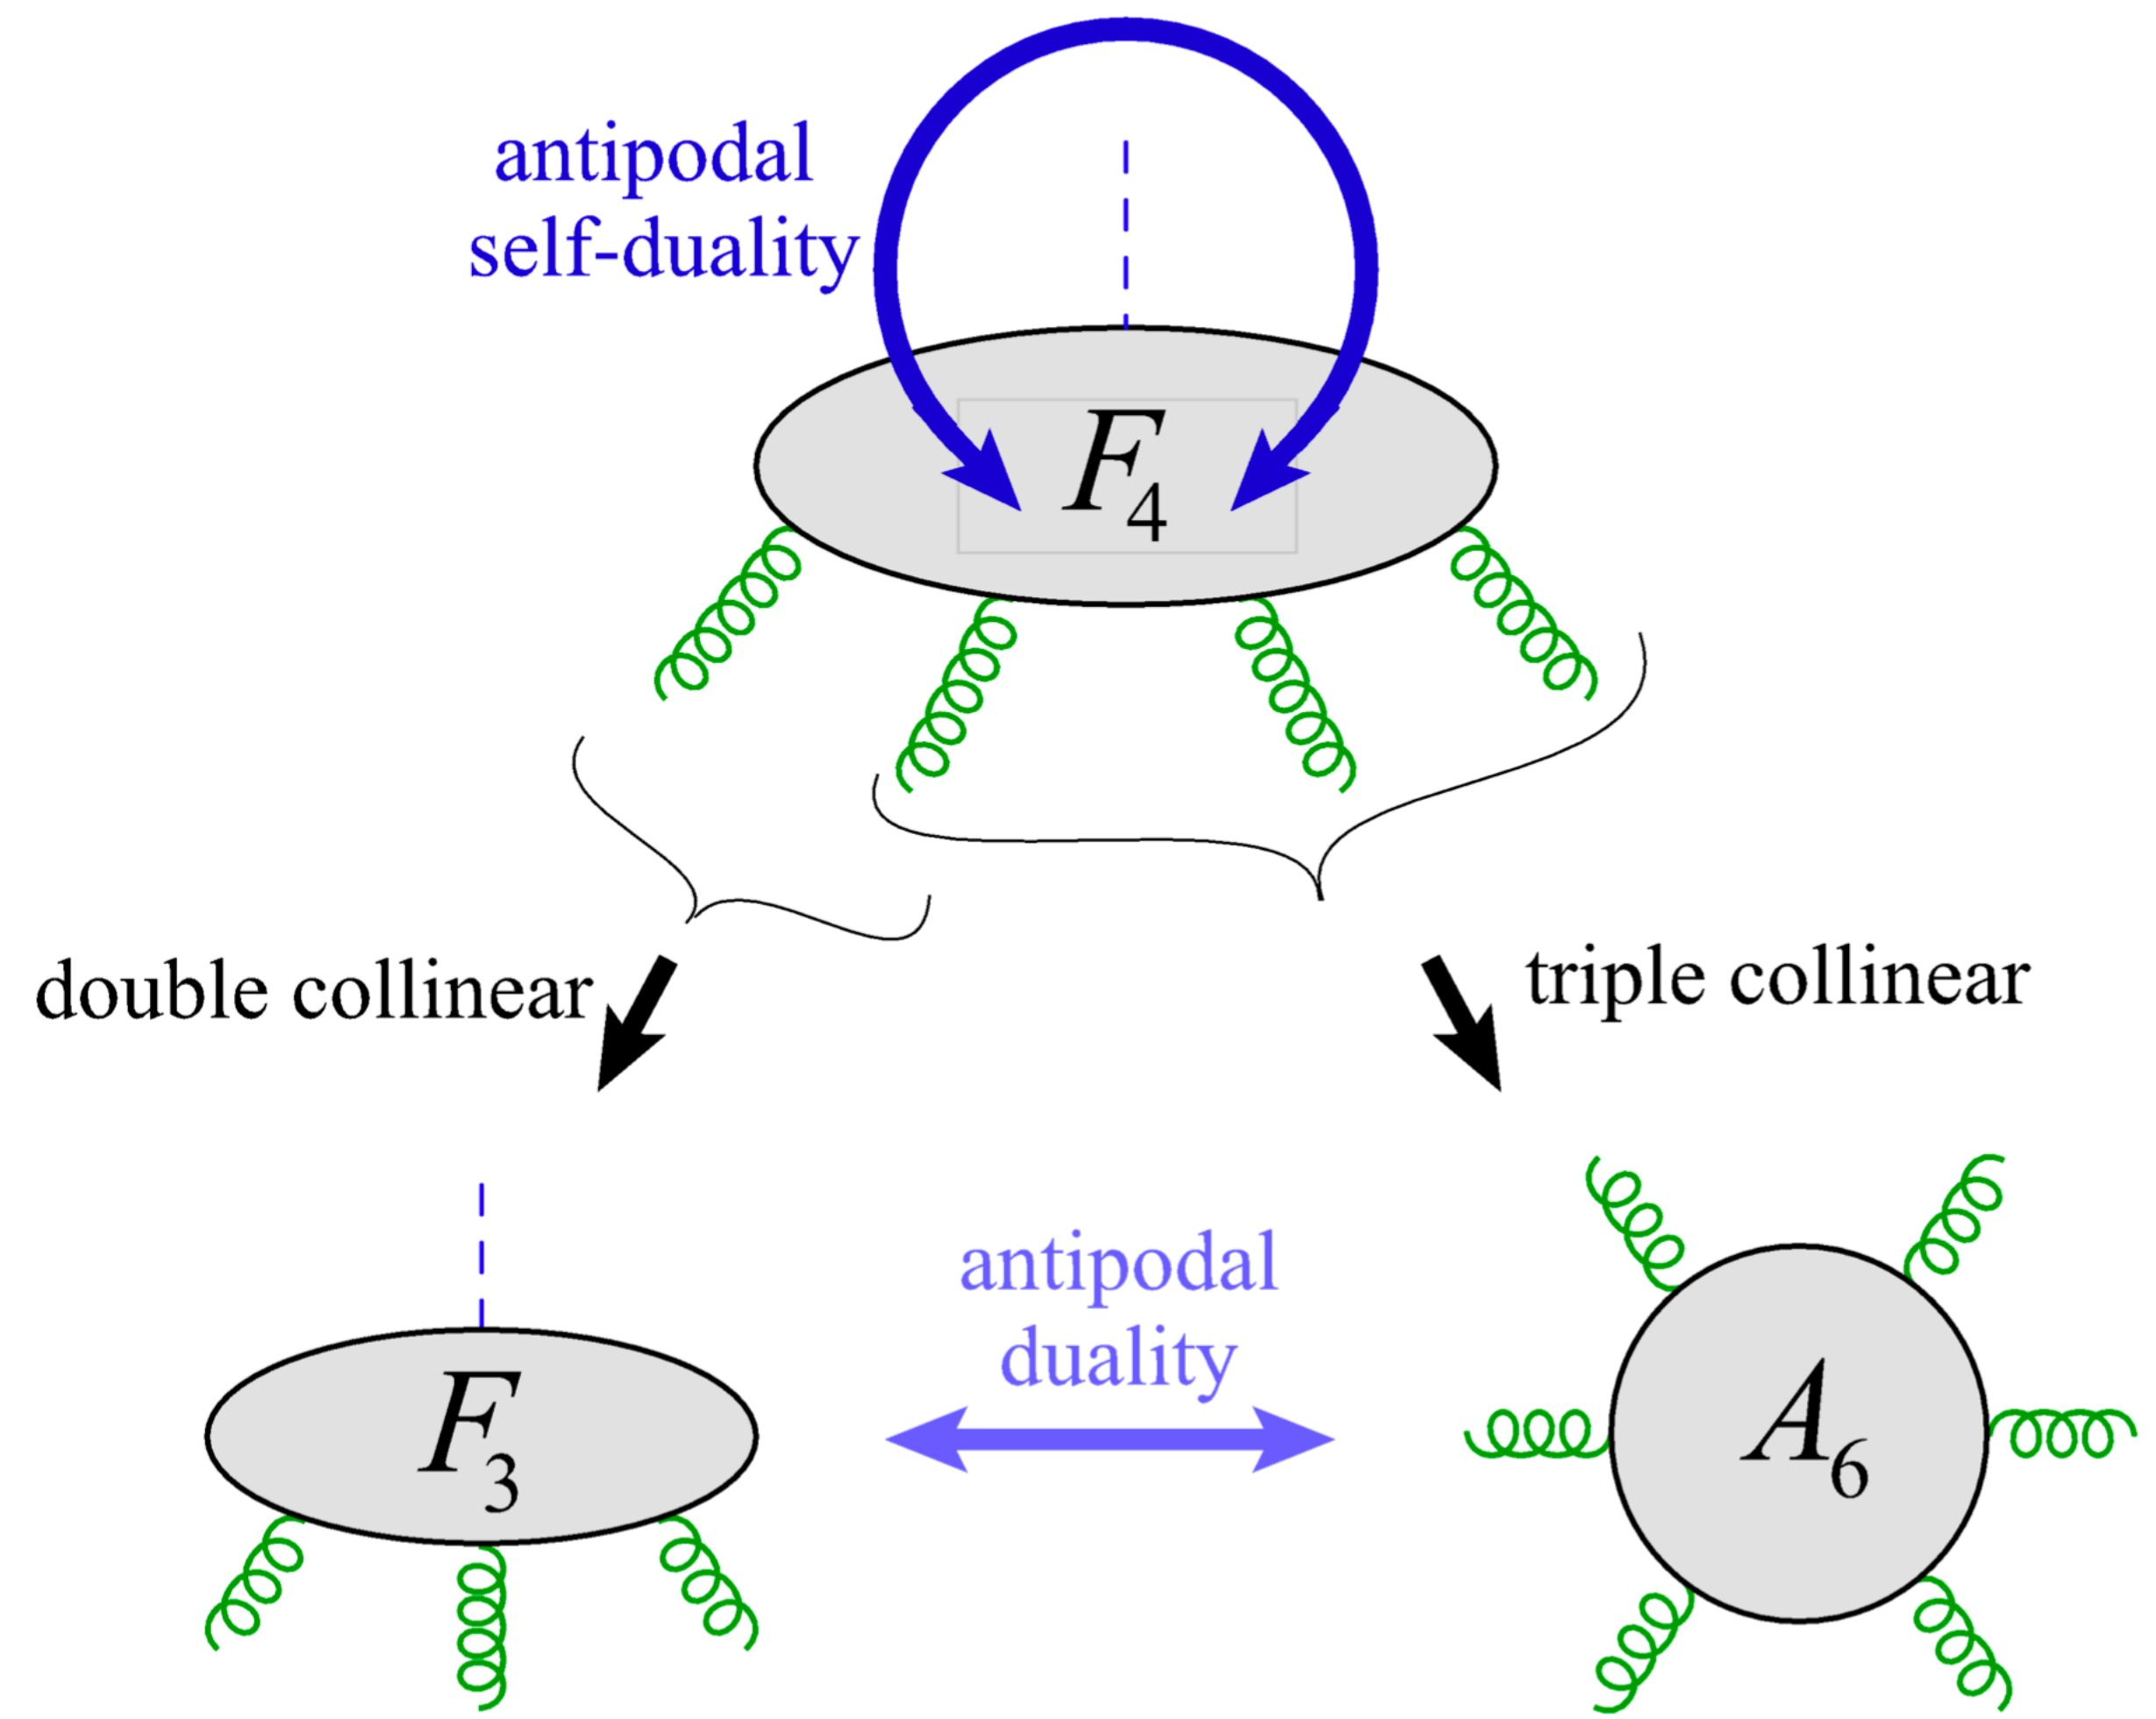 antipodal
self-duality
F4
double collinear
triple collinear
antipodal
duality
F3
A6